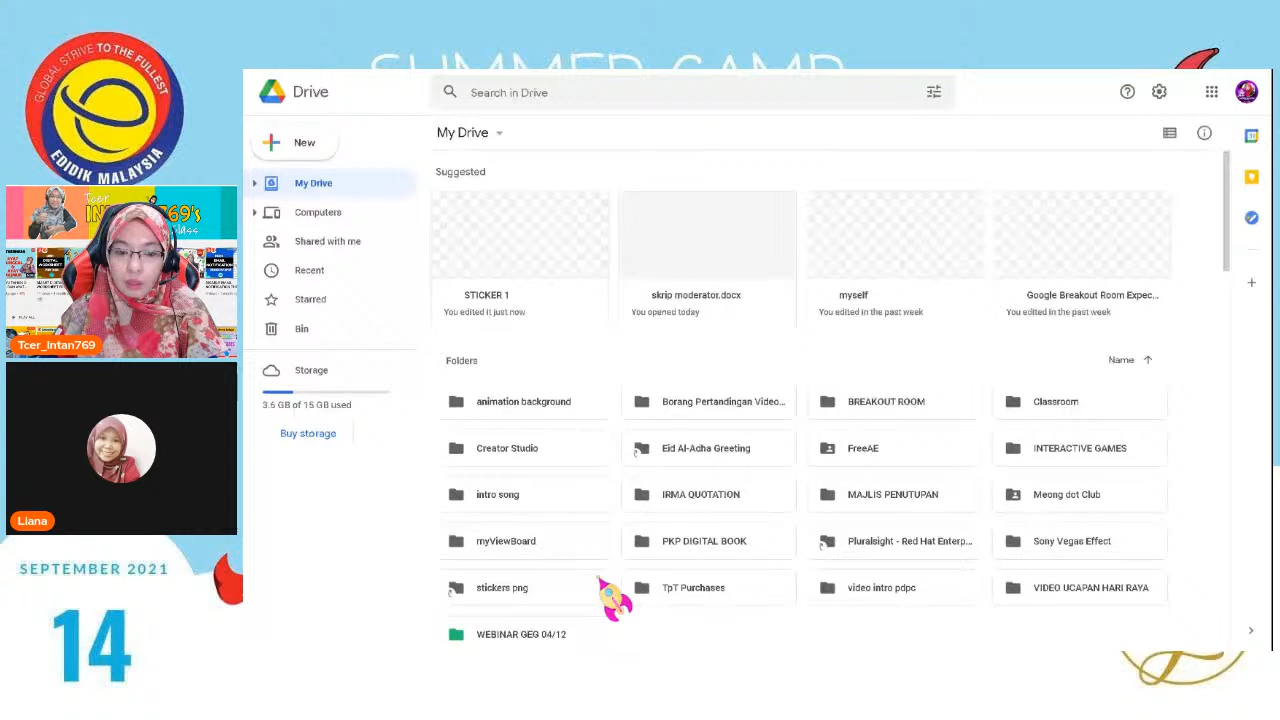 SUMMER CAMP
GLOBAL STRIVE TO THE FULLEST
EDIDIK MALAYSIA
Tcer
class
Tcer_Intan769
Liana
SEPTEMBER 2021
14
Drive
Search in Drive
New
My Drive
Computers
Shared with me
Recent
Starred
Bin
Storage
3.6 GB of 15 GB used
Buy storage
My Drive
Suggested
STICKER 1
You edited it just now
skrip moderator.docx
You opened today
myself
You edited in the past week
Google Breakout Room Expec...
You edited in the past week
Folders
Name
animation background
Borang Pertandingan Video...
BREAKOUT ROOM
Classroom
Creator Studio
Eid Al-Adha Greeting
FreeAE
INTERACTIVE GAMES
intro song
IRMA QUOTATION
MAJLIS PENUTUPAN
Meong dot Club
myViewBoard
PKP DIGITAL BOOK
Pluralsight - Red Hat Enterp...
Sony Vegas Effect
stickers png
TpT Purchases
video intro pdpc
VIDEO UCAPAN HARI RAYA
WEBINAR GEG 04/12